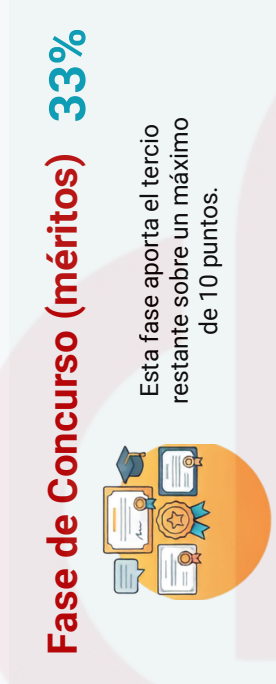 Fase de Concurso (méritos) 33%
Esta fase aporta el tercio
restante sobre un máximo
de 10 puntos.